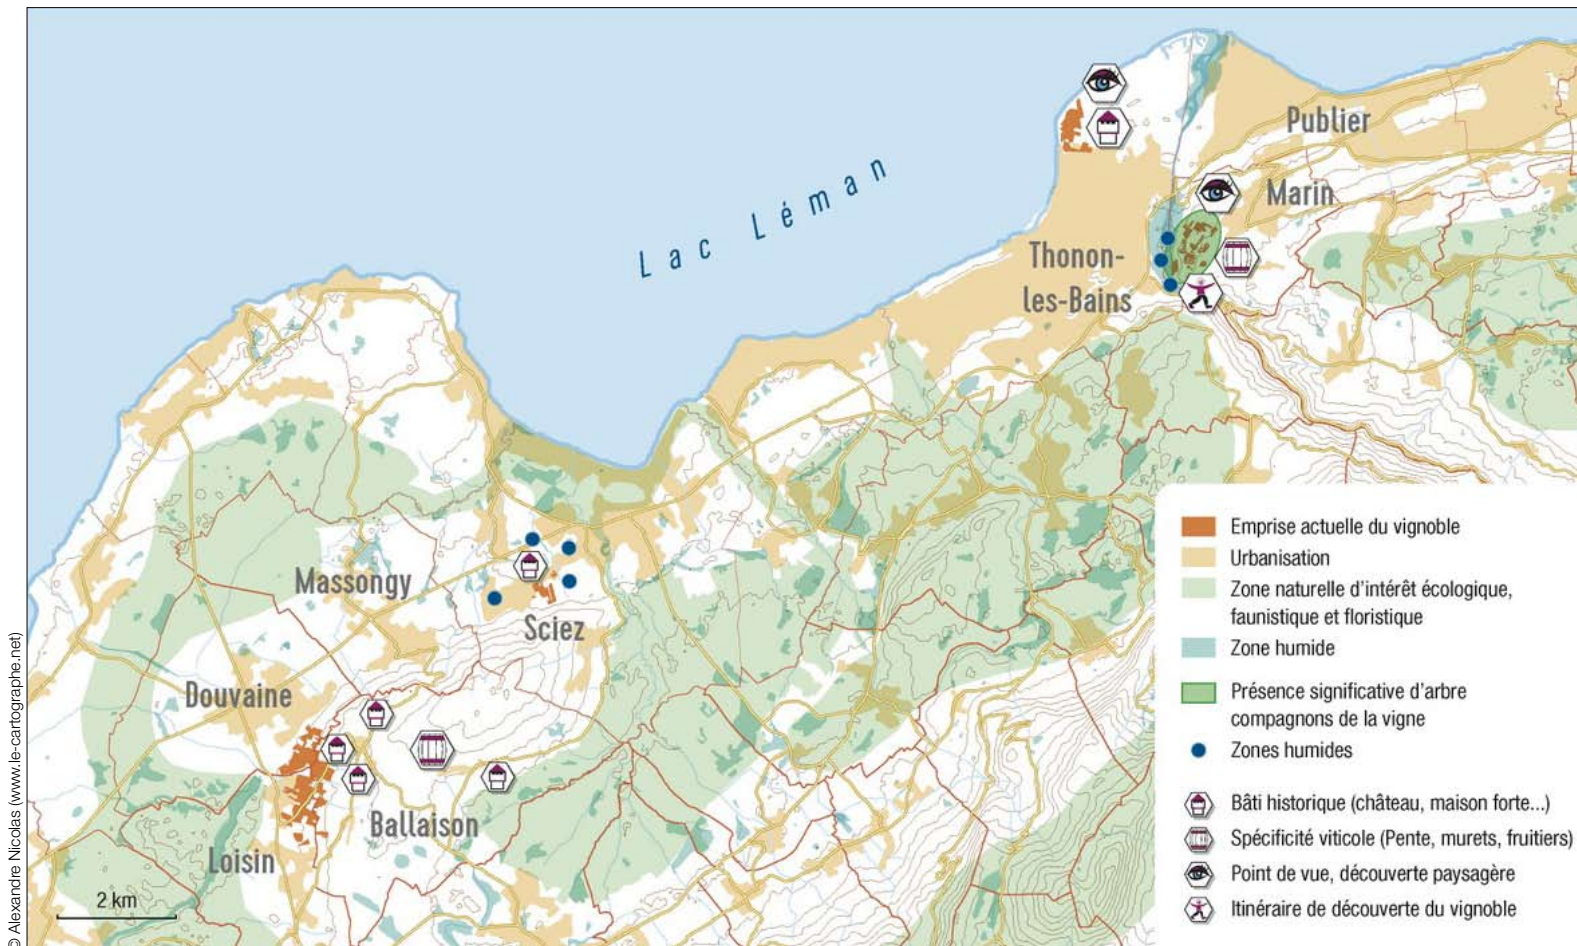 Lac Léman
Publier
Marin
Thonon-
les-Bains
Massongy
Sciez
Douvaine
Ballaison
Loisin
2 km
© Alexandre Nicolas (www.le-cartographe.net)
Emprise actuelle du vignoble
Urbanisation
Zone naturelle d'intérêt écologique,
faunistique et floristique
Zone humide
Présence significative d'arbre
compagnons de la vigne
Zones humides
Bâti historique (château, maison forte...)
Spécificité viticole (Pente, murets, fruitiers)
Point de vue, découverte paysagère
Itinéraire de découverte du vignoble